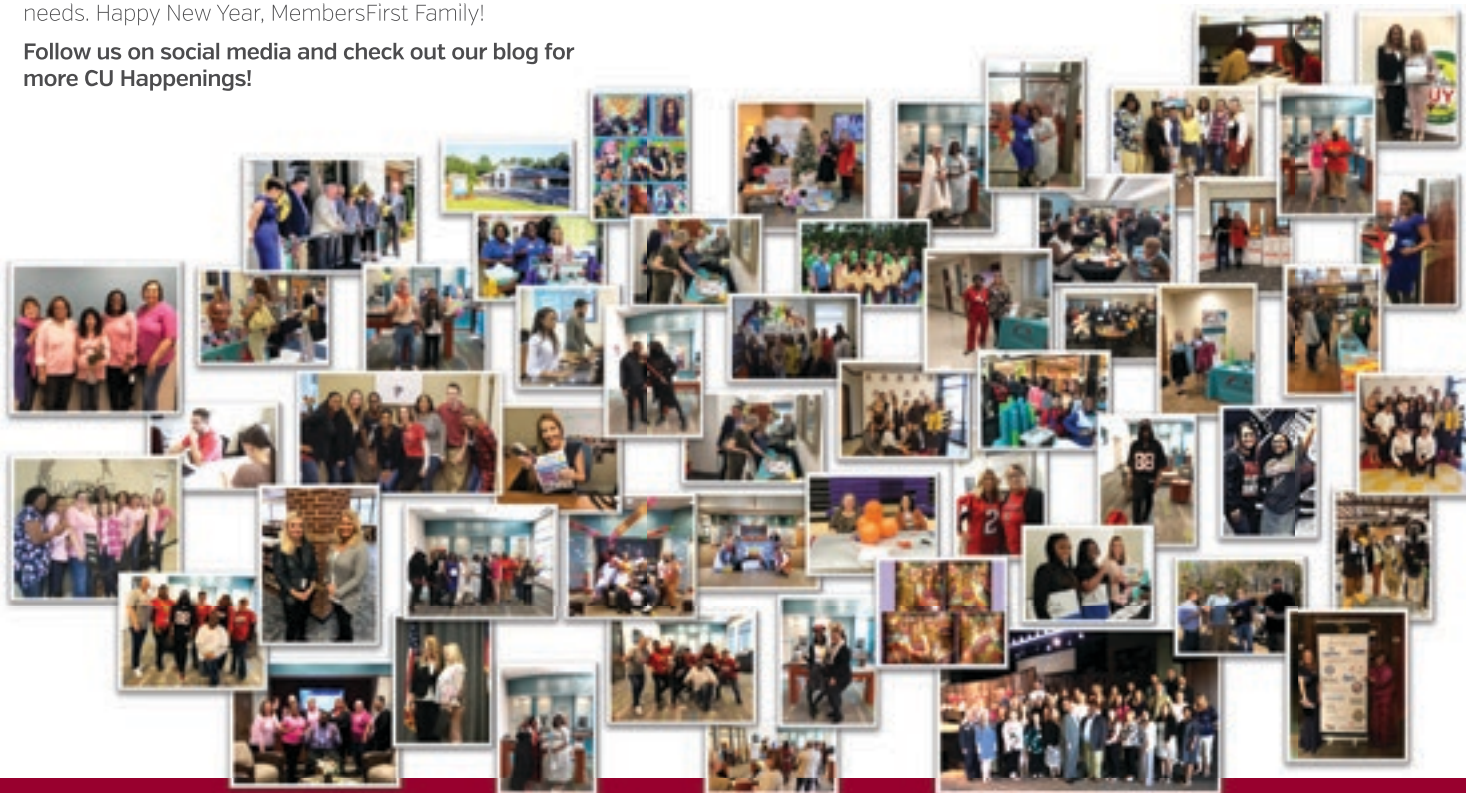 needs. Happy New Year, MembersFirst Family!
Follow us on social media and check out our blog for
more CU Happenings!